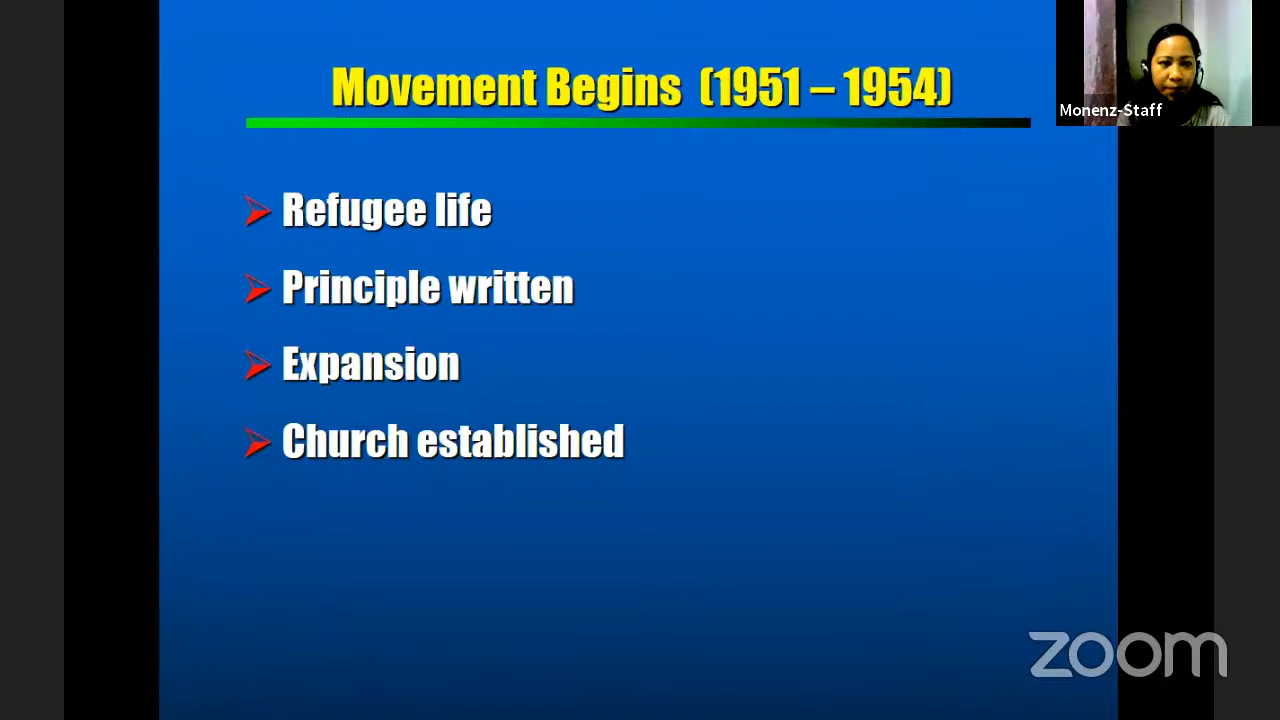 Movement Begins (1951 – 1954)
Monenz-Staff
Refugee life
Principle written
Expansion
Church established
zoom